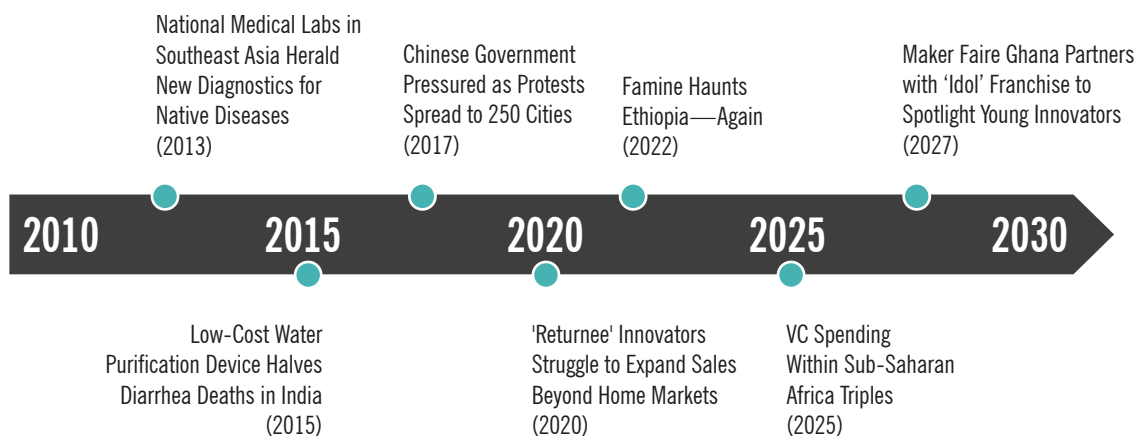 National Medical Labs in
Southeast Asia Herald
New Diagnostics for
Native Diseases
(2013)
Chinese Government
Pressured as Protests
Spread to 250 Cities
(2017)
Famine Haunts
Ethiopia—Again
(2022)
Maker Faire Ghana Partners
with ‘Idol’ Franchise to
Spotlight Young Innovators
(2027)
2010 2015 2020 2025 2030
Low-Cost Water
Purification Device Halves
Diarrhea Deaths in India
(2015)
'Returnee' Innovators
Struggle to Expand Sales
Beyond Home Markets
(2020)
VC Spending
Within Sub-Saharan
Africa Triples
(2025)